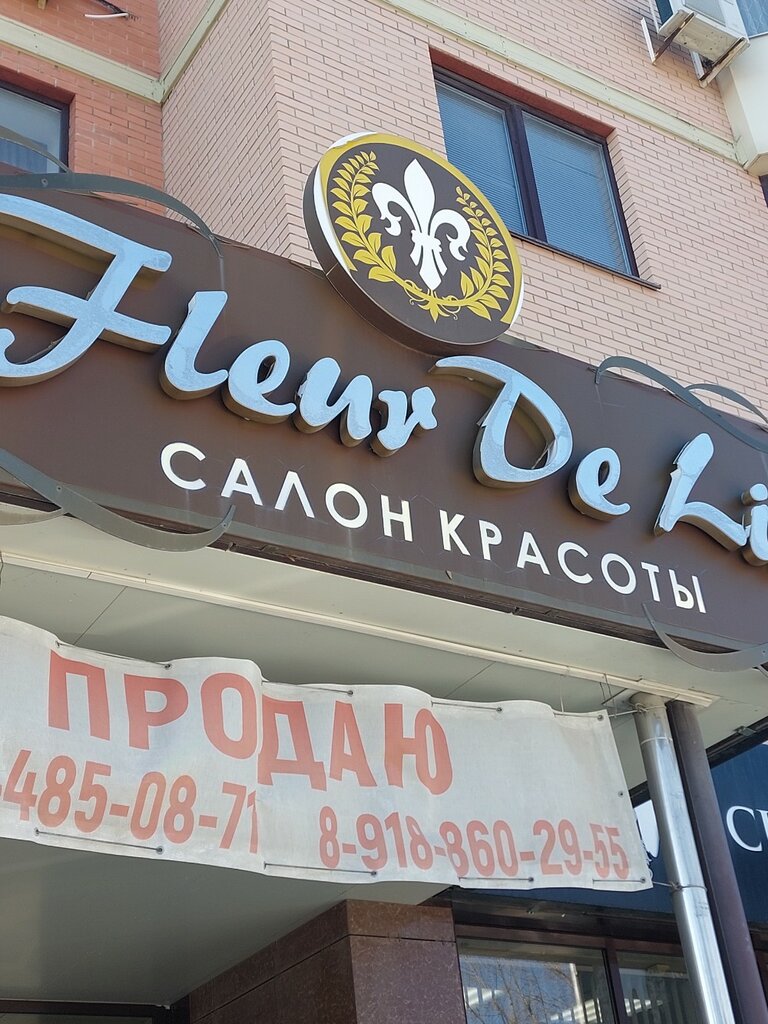 Fleur De Li
САЛОН КРАСОТЫ
ПРОДАЮ
485-08-71 8-918-860-29-55